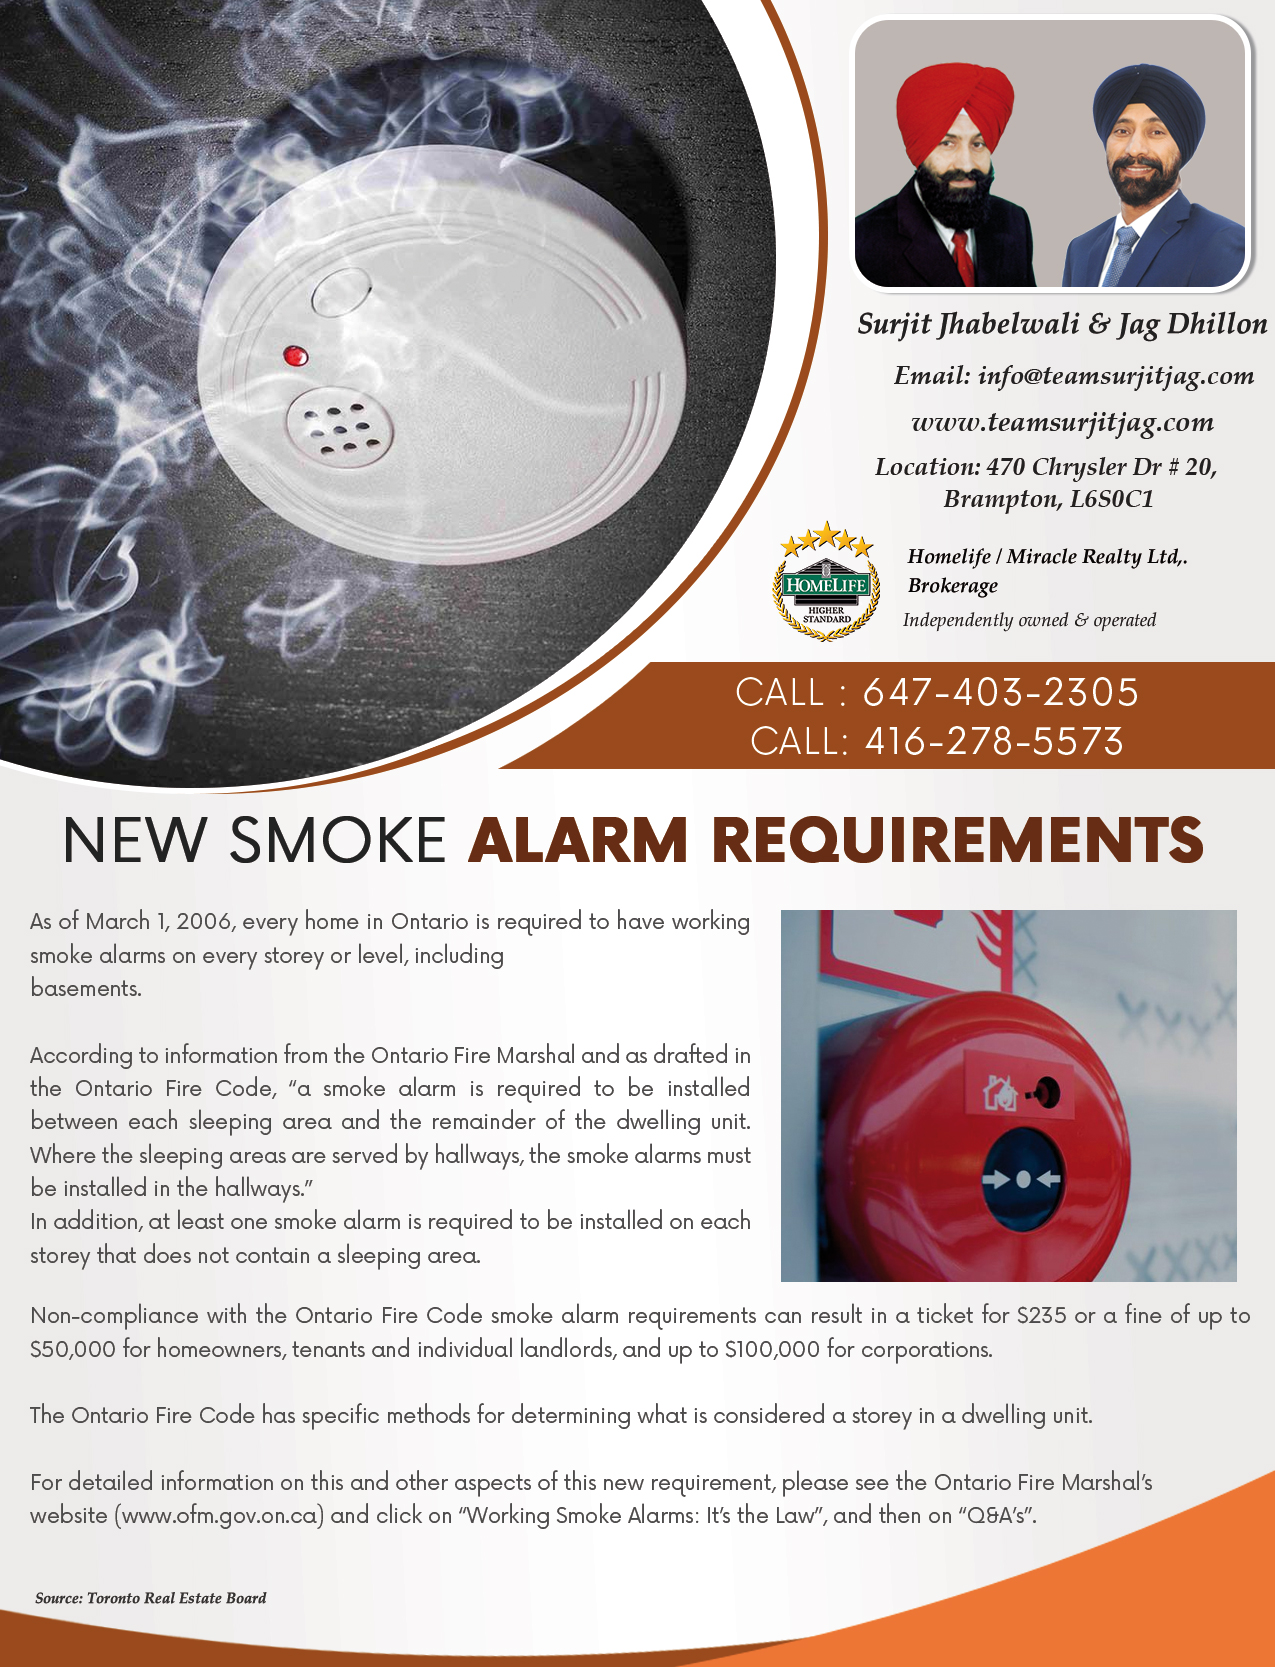 Surjit Jhabelwali & Jag Dhillon
Email: info@teamsurjitjag.com
www.teamsurjitjag.com
Location: 470 Chrysler Dr # 20,
Brampton, L6S0C1
HOMELIFE
HIGHER
STANDARD
Homelife / Miracle Realty Ltd,.
Brokerage
Independently owned & operated
CALL : 647-403-2305
CALL: 416-278-5573
NEW SMOKE ALARM REQUIREMENTS
As of March 1, 2006, every home in Ontario is required to have working
smoke alarms on every storey or level, including
basements.
According to information from the Ontario Fire Marshal and as drafted in
the Ontario Fire Code, “a smoke alarm is required to be installed
between each sleeping area and the remainder of the dwelling unit.
Where the sleeping areas are served by hallways, the smoke alarms must
be installed in the hallways.”
In addition, at least one smoke alarm is required to be installed on each
storey that does not contain a sleeping area.
Non-compliance with the Ontario Fire Code smoke alarm requirements can result in a ticket for $235 or a fine of up to
$50,000 for homeowners, tenants and individual landlords, and up to $100,000 for corporations.
The Ontario Fire Code has specific methods for determining what is considered a storey in a dwelling unit.
For detailed information on this and other aspects of this new requirement, please see the Ontario Fire Marshal’s
website (www.ofm.gov.on.ca) and click on “Working Smoke Alarms: It’s the Law”, and then on “Q&A’s”.
Source: Toronto Real Estate Board